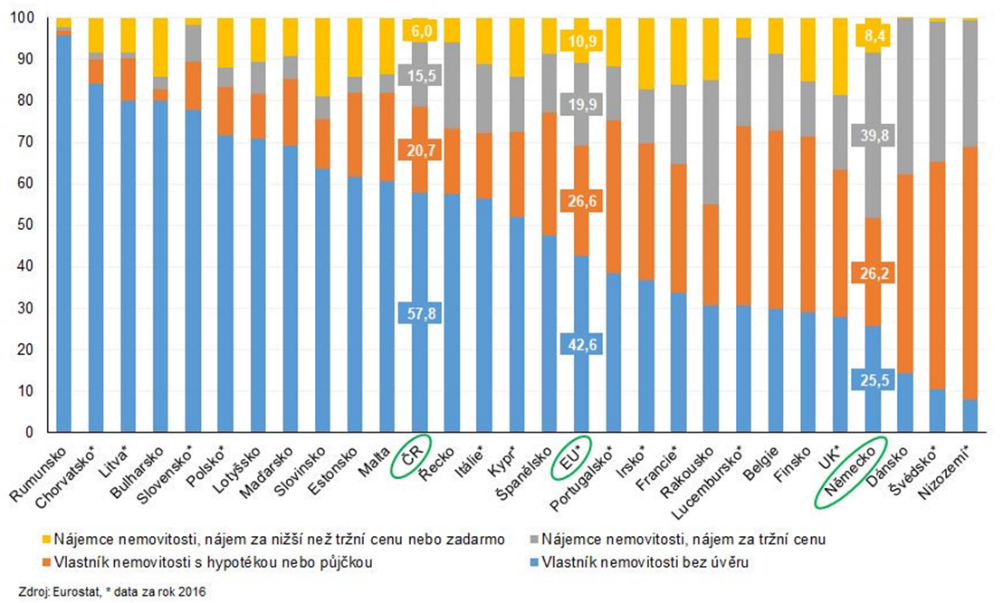 100
90
80
70
60
50
40
30
20
10
0
6,0
15,5
20,7
57,8
10,9
19,9
26,6
42,6
8,4
39,8
26,2
25,5
Rumunsko
Chorvatsko*
Litva*
Bulharsko
Slovensko*
Polsko*
Lotyšsko
Maďarsko
Slovinsko
Estonsko
Malta
ČR
Řecko
Itálie*
Kypr*
Španělsko
EU*
Portugalsko*
Irsko*
Francie*
Rakousko
Lucembursko*
Belgie
Finsko
UK*
Německo
Dánsko
Švédsko*
Nizozemí*
Nájemce nemovitosti, nájem za nižší než tržní cenu nebo zadarmo
Nájemce nemovitosti, nájem za tržní cenu
Vlastník nemovitosti s hypotékou nebo půjčkou
Vlastník nemovitosti bez úvěru
Zdroj: Eurostat, * data za rok 2016